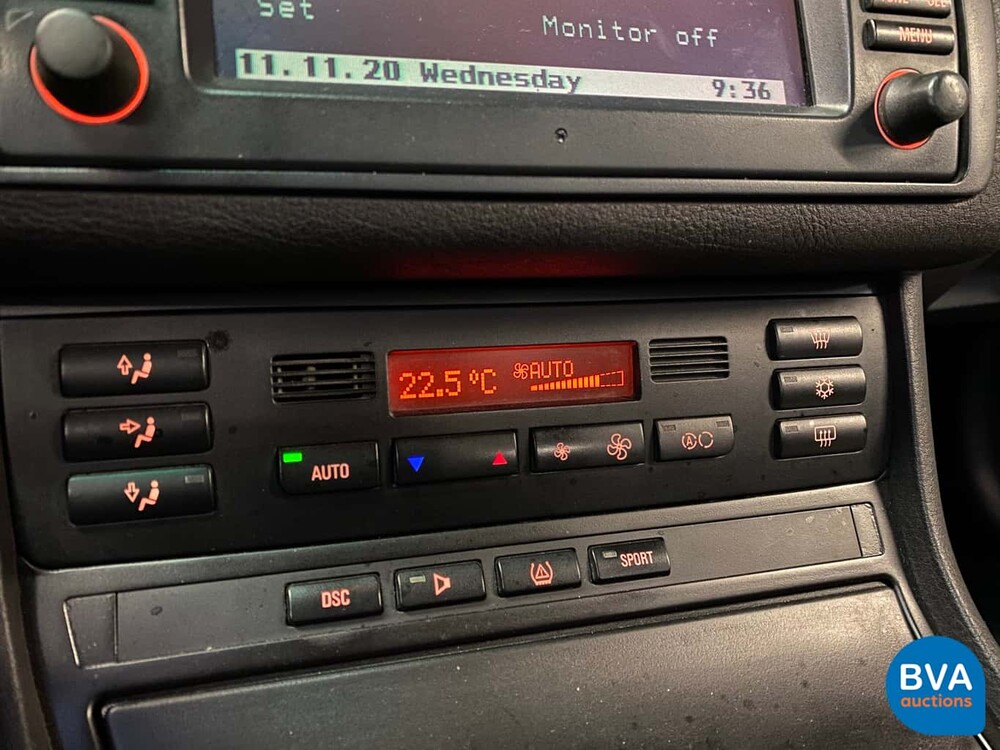 Set
Monitor off
MENU
11.11.20 Wednesday 9:36
22.5°C AUTO
AUTO
A
DSC
SPORT
BVA
auctions